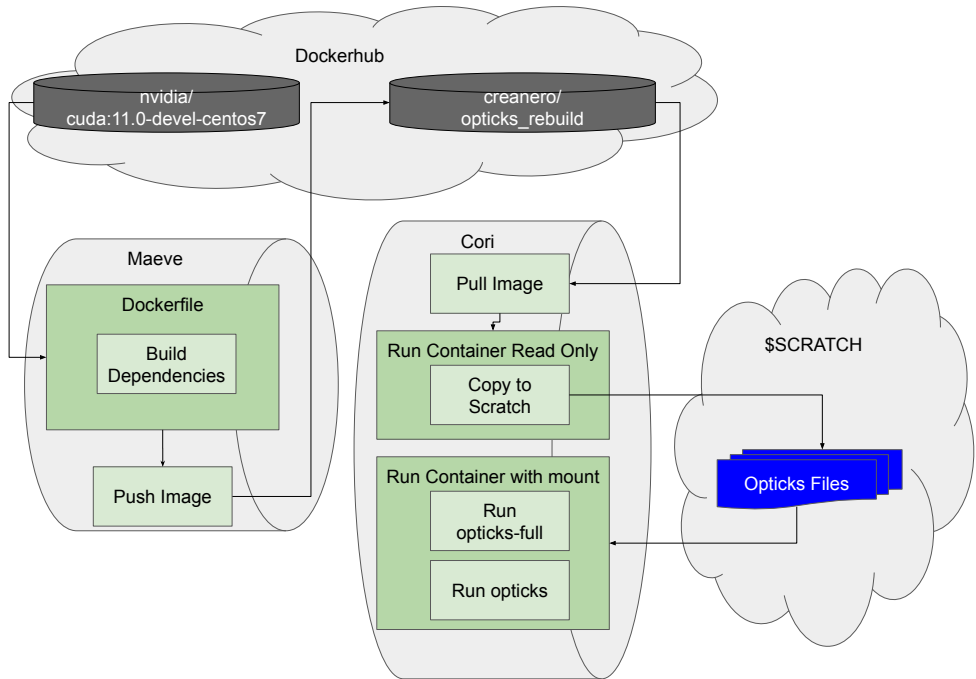 Dockerhub
nvidia/
cuda:11.0-devel-centos7
creanero/
opticks_rebuild
Maeve
Dockerfile
Build
Dependencies
Push Image
Cori
Pull Image
Run Container Read Only
Copy to
Scratch
Run Container with mount
Run
opticks-full
Run opticks
$SCRATCH
Opticks Files